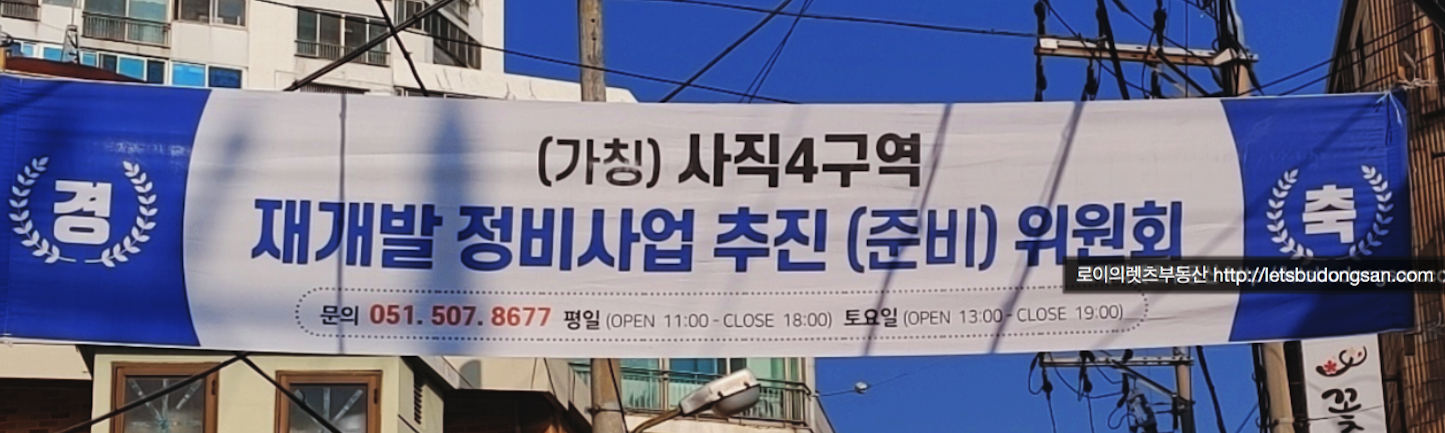 경
(가칭) 사직4구역
재개발 정비사업 추진 (준비) 위원회
문의 051. 507. 8677 평일 (OPEN 11:00 - CLOSE 18:00) 토요일 (OPEN 13:00 - CLOSE 19:00)
축
로이의렛츠부동산 http://letsbudongsan.com
꽃